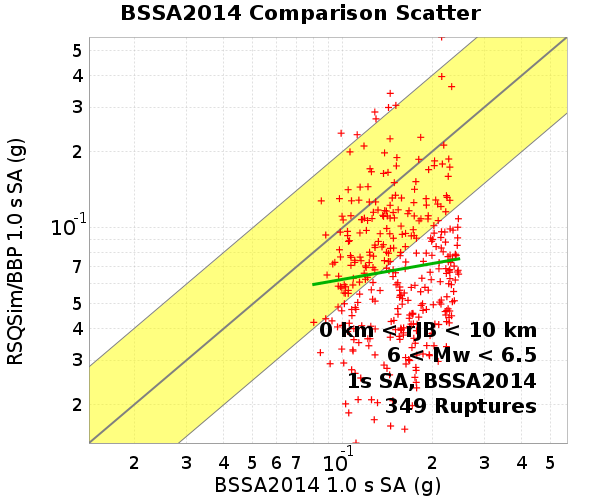 BSSA2014 Comparison Scatter
RSQSim/BBP 1.0 s SA (g)
5
4
3
2
10-1
7
5
4
3
2
0 km < rJB < 10 km
6 < Mw < 6.5
1s SA, BSSA2014
349 Ruptures
2 3 4 5 6 7 10-1 2 3 4 5
BSSA2014 1.0 s SA (g)